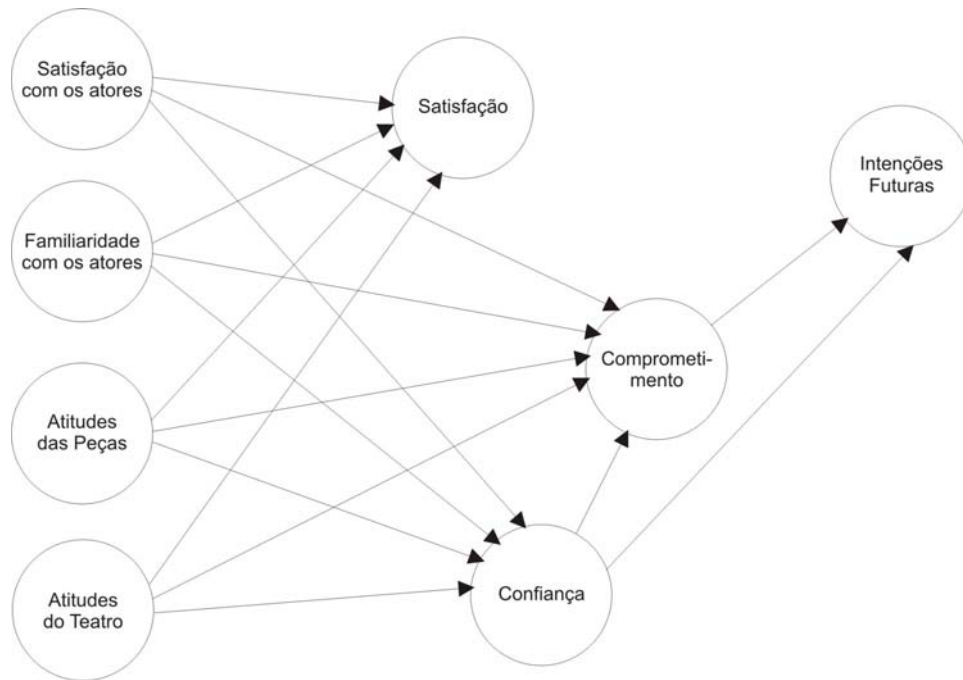 Satisfação
com os atores
Satisfação
Intenções
Futuras
Familiaridade
com os atores
Comprometi-
mento
Atitudes
das Peças
Confiança
Atitudes
do Teatro